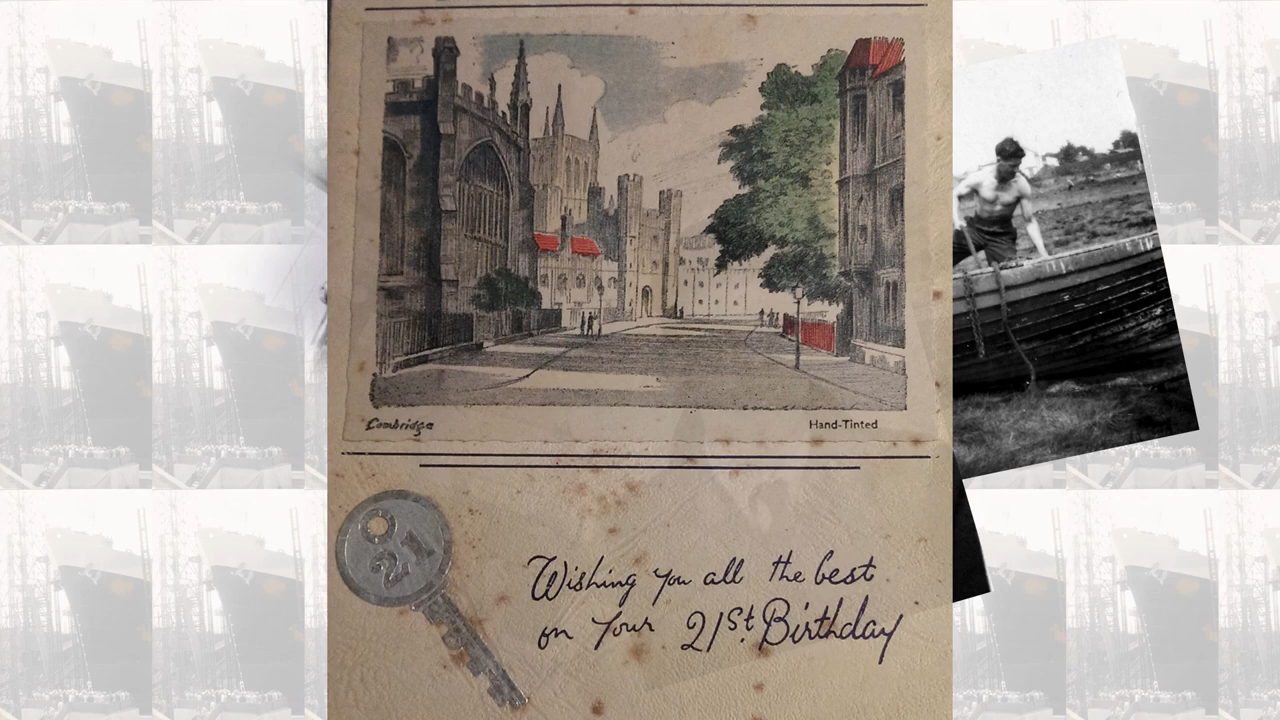 Cambridge
Hand-Tinted
21
Wishing you all the best
on Your 21st Birthday